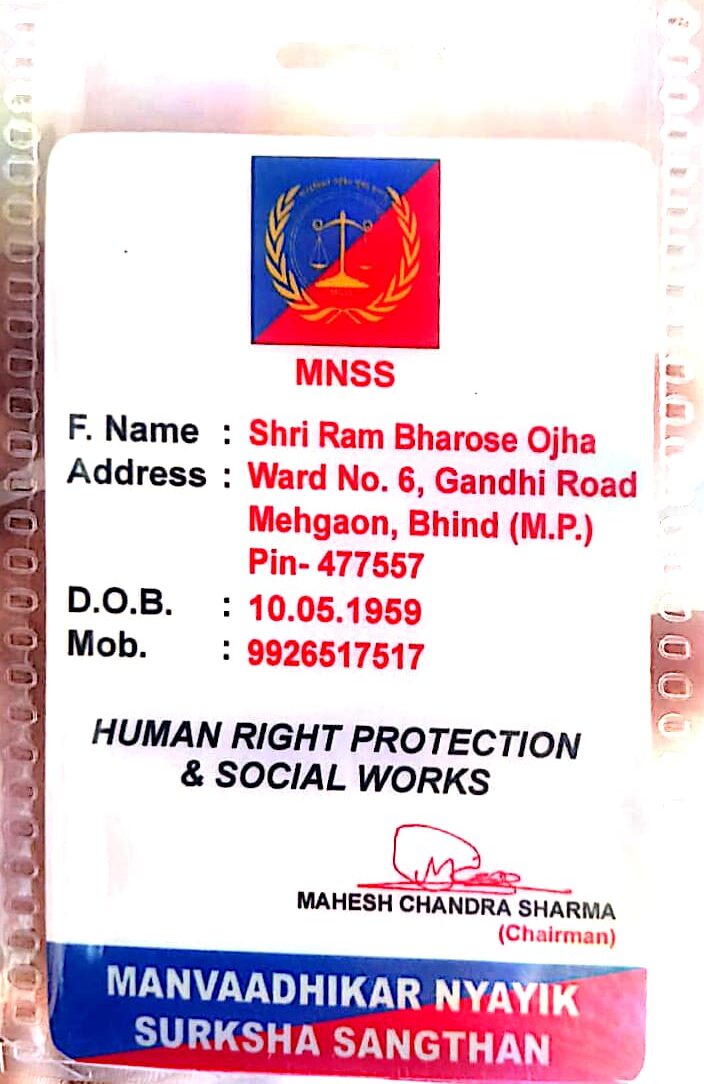 MNSS
F. Name : Shri Ram Bharose Ojha
Address : Ward No. 6, Gandhi Road
Mehgaon, Bhind (M.P.)
Pin- 477557
D.O.B. : 10.05.1959
Mob. : 9926517517
HUMAN RIGHT PROTECTION
& SOCIAL WORKS
MAHESH CHANDRA SHARMA
(Chairman)
MANVAADHIKAR NYAYIK
SURKSHA SANGTHAN